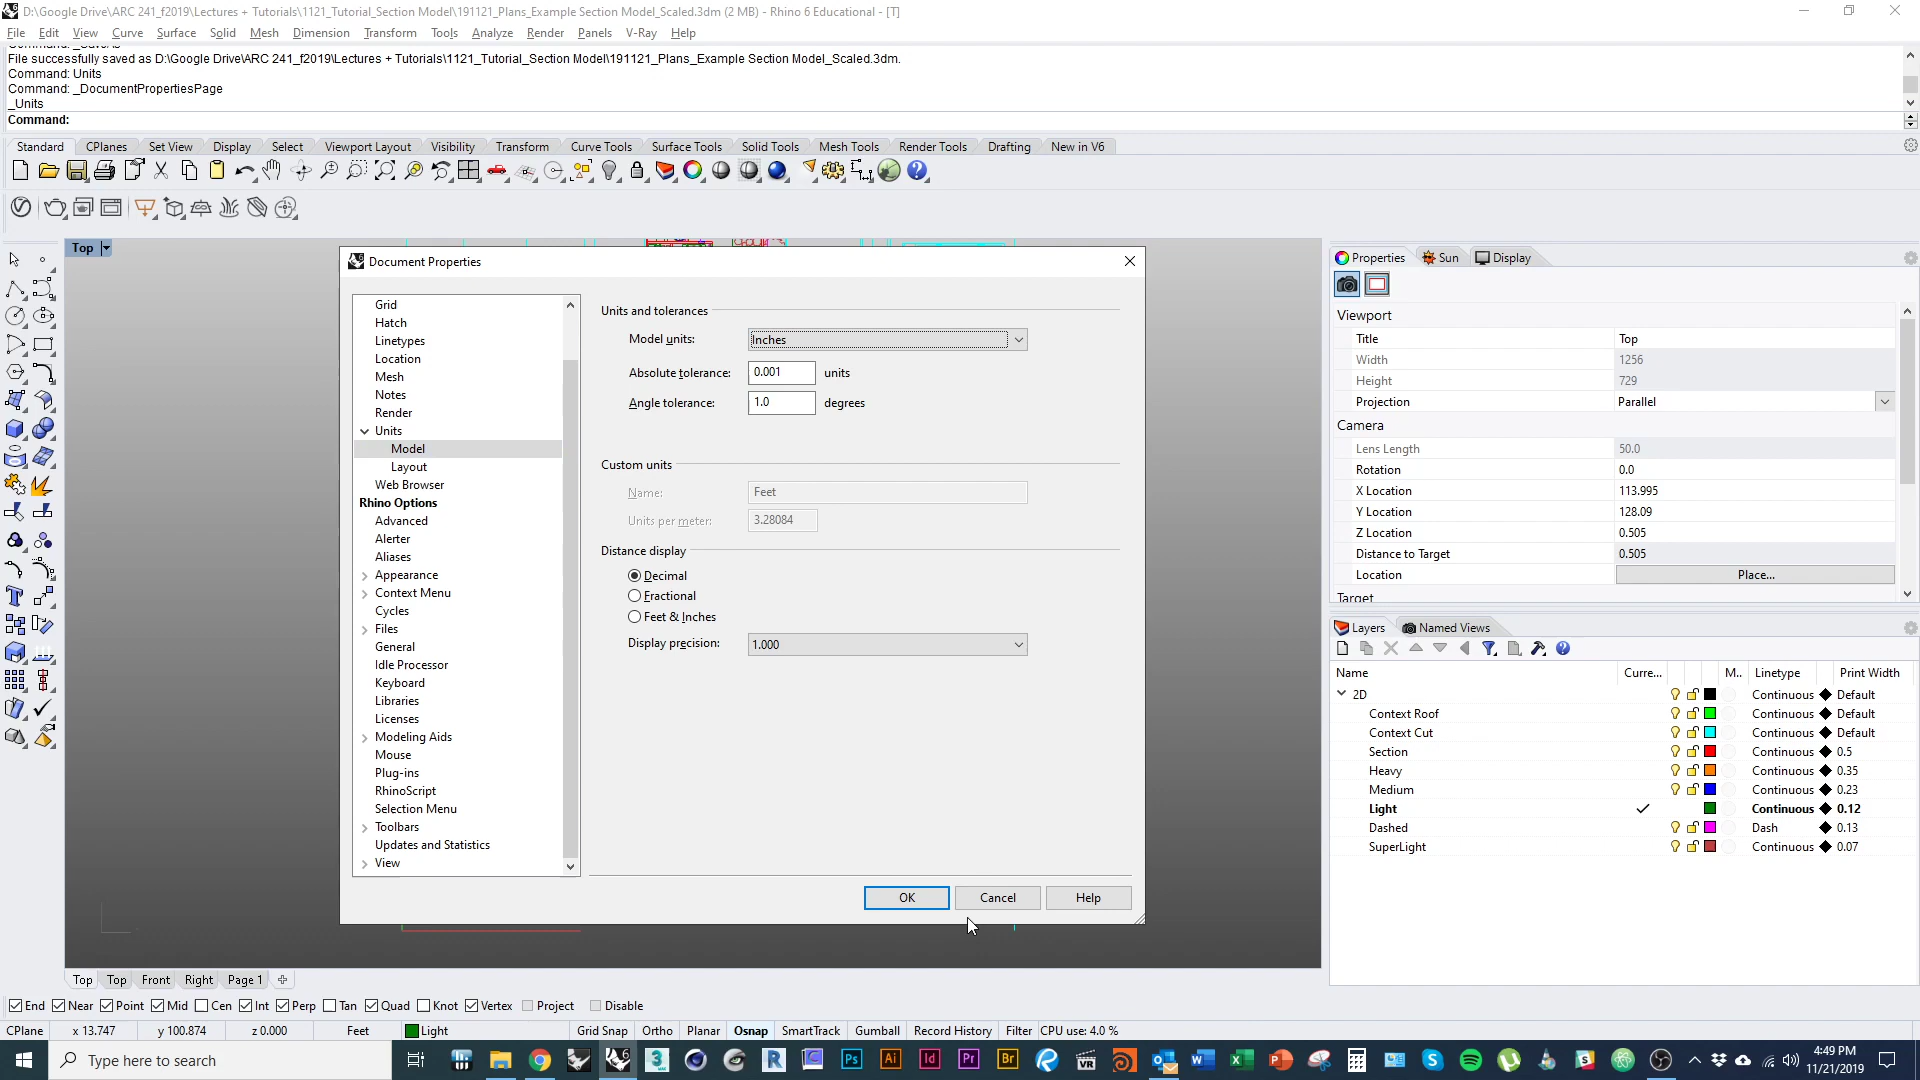 D:\Google Drive\ARC 241_f2019\Lectures + Tutorials\1121_Tutorial_Section Model\191121_Plans_Example Section Model_Scaled.3dm (2 MB) - Rhino 6 Educational - [T]
File Edit View Curve Surface Solid Mesh Dimension Transform Tools Analyze Render Panels V-Ray Help
File successfully saved as D:\Google Drive\ARC 241_f2019\Lectures + Tutorials\1121_Tutorial_Section Model\191121_Plans_Example Section Model_Scaled.3dm.
Command: Units
Command: _DocumentPropertiesPage
_Units
Command:
Standard CPlanes Set View Display Select Viewport Layout Visibility Transform Curve Tools Surface Tools Solid Tools Mesh Tools Render Tools Drafting New in V6
Top
Document Properties
Grid
Hatch
Linetypes
Location
Mesh
Notes
Render
Units
Model
Layout
Web Browser
Rhino Options
Advanced
Alerter
Aliases
Appearance
Context Menu
Cycles
Files
General
Idle Processor
Keyboard
Libraries
Licenses
Modeling Aids
Mouse
Plug-ins
RhinoScript
Selection Menu
Toolbars
Updates and Statistics
View
Units and tolerances
Model units: Inches
Absolute tolerance: 0.001 units
Angle tolerance: 1.0 degrees
Custom units
Name: Feet
Units per meter: 3.28084
Distance display
Decimal
Fractional
Feet & Inches
Display precision: 1.000
OK Cancel Help
Properties Sun Display
Viewport
Title Top
Width 1256
Height 729
Projection Parallel
Camera
Lens Length 50.0
Rotation 0.0
X Location 113.995
Y Location 128.09
Z Location 0.505
Distance to Target 0.505
Location Place...
Target
Layers Named Views
Name Curre... M.. Linetype Print Width
2D Continuous Default
Context Roof Continuous Default
Context Cut Continuous Default
Section Continuous 0.5
Heavy Continuous 0.35
Medium Continuous 0.23
Light Continuous 0.12
Dashed Dash 0.13
SuperLight Continuous 0.07
Top Top Front Right Page 1
End Near Point Mid Cen Int Perp Tan Quad Knot Vertex Project Disable
CPlane x 13.747 y 100.874 z 0.000 Feet Light Grid Snap Ortho Planar Osnap SmartTrack Gumball Record History Filter CPU use: 4.0 %
Type here to search
4:49 PM
11/21/2019